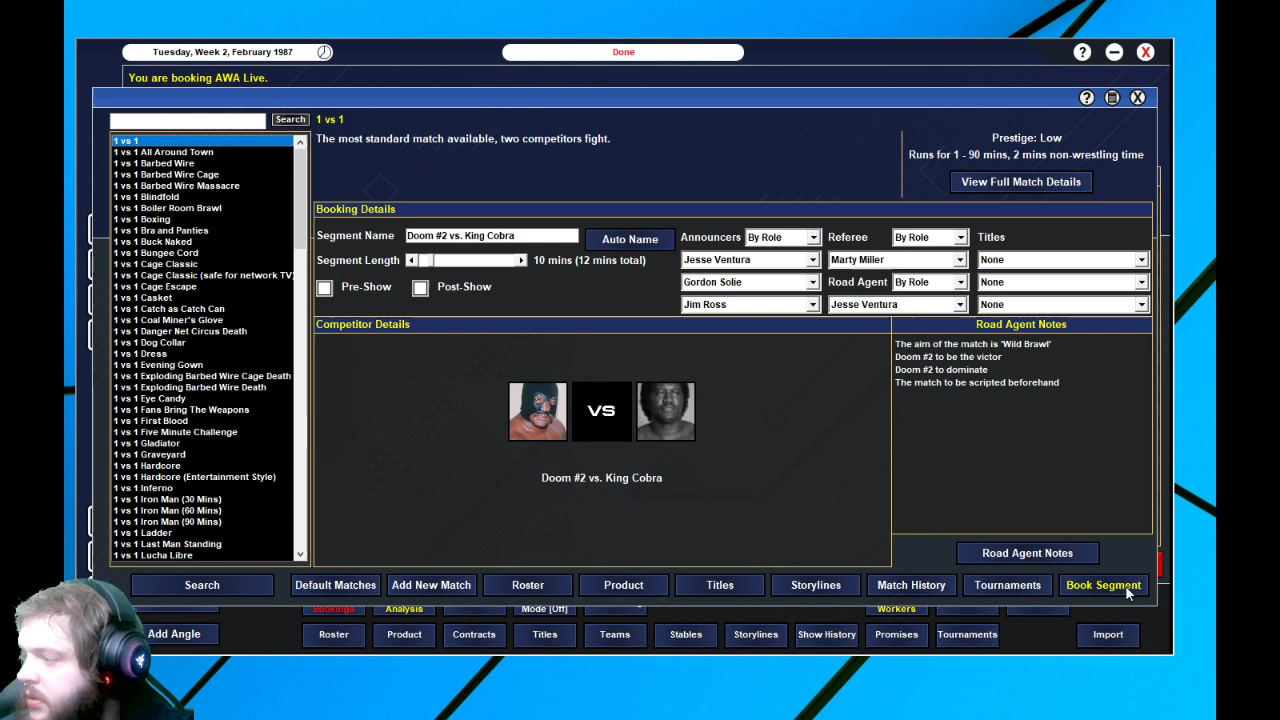 Tuesday, Week 2, February 1987
Done
You are booking AWA Live.
Search
1 vs 1
Prestige: Low
The most standard match available, two competitors fight.
Runs for 1 - 90 mins, 2 mins non-wrestling time
View Full Match Details
1 vs 1
1 vs 1 All Around Town
1 vs 1 Barbed Wire
1 vs 1 Barbed Wire Cage
1 vs 1 Barbed Wire Massacre
1 vs 1 Blindfold
1 vs 1 Boiler Room Brawl
1 vs 1 Boxing
1 vs 1 Bra and Panties
1 vs 1 Buck Naked
1 vs 1 Bungee Cord
1 vs 1 Cage Classic
1 vs 1 Cage Classic (safe for network TV)
1 vs 1 Cage Escape
1 vs 1 Casket
1 vs 1 Catch as Catch Can
1 vs 1 Coal Miner's Glove
1 vs 1 Danger Net Circus Death
1 vs 1 Dog Collar
1 vs 1 Dress
1 vs 1 Evening Gown
1 vs 1 Exploding Barbed Wire Cage Death
1 vs 1 Exploding Barbed Wire Death
1 vs 1 Eye Candy
1 vs 1 Fans Bring The Weapons
1 vs 1 First Blood
1 vs 1 Five Minute Challenge
1 vs 1 Gladiator
1 vs 1 Graveyard
1 vs 1 Hardcore
1 vs 1 Hardcore (Entertainment Style)
1 vs 1 Inferno
1 vs 1 Iron Man (30 Mins)
1 vs 1 Iron Man (60 Mins)
1 vs 1 Iron Man (90 Mins)
1 vs 1 Ladder
1 vs 1 Last Man Standing
1 vs 1 Lucha Libre
Booking Details
Segment Name Doom #2 vs. King Cobra Auto Name Announcers By Role Referee By Role Titles
Segment Length 10 mins (12 mins total) Jesse Ventura Marty Miller None
Pre-Show Post-Show Gordon Solie Road Agent By Role None
Jim Ross Jesse Ventura None
Competitor Details
Road Agent Notes
The aim of the match is 'Wild Brawl'
Doom #2 to be the victor
Doom #2 to dominate
The match to be scripted beforehand
VS
Doom #2 vs. King Cobra
Road Agent Notes
Search Default Matches Add New Match Roster Product Titles Storylines Match History Tournaments Book Segment
Bookings Analysis Mode [Off] Workers
Add Angle Roster Product Contracts Titles Teams Stables Storylines Show History Promises Tournaments Import